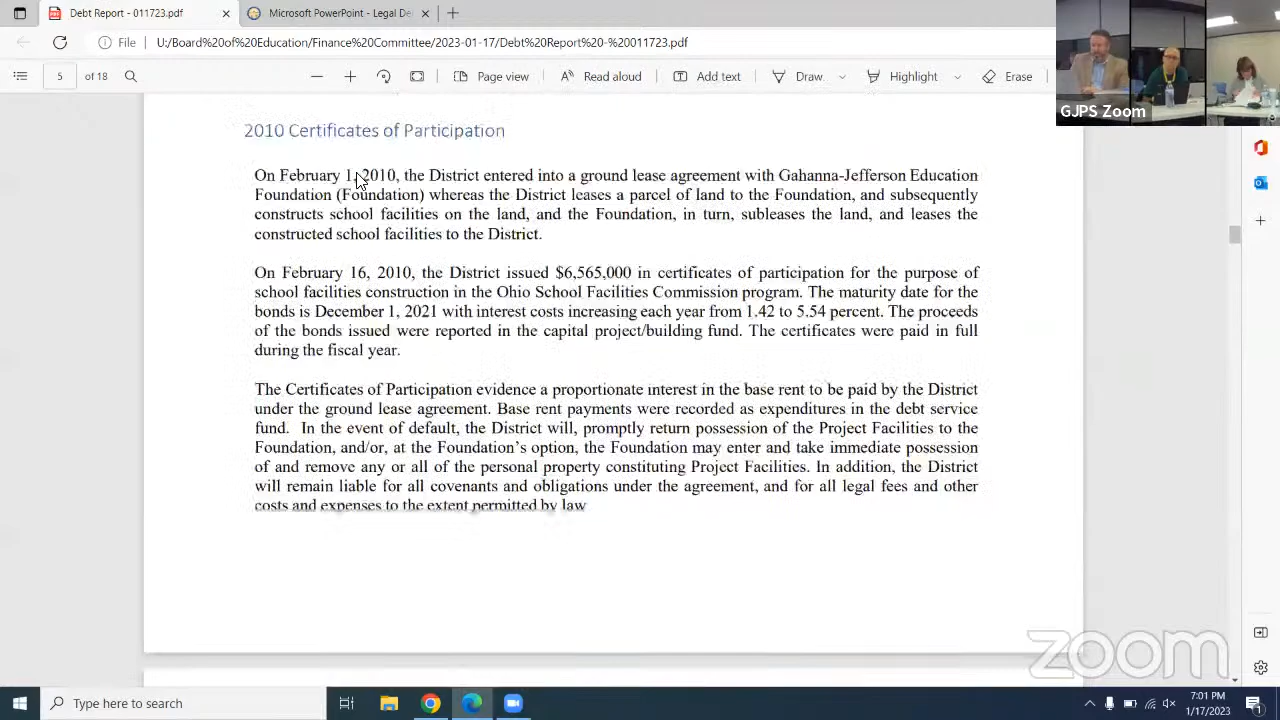 Debt Report - 011723.pdf
Microsoft PowerPoint - Legal De
File
U:/Board%20of%20Education/Finance%20Committee/2023-01-17/Debt%20Report%20-%20011723.pdf
5 of 18
Page view
Read aloud
Add text
Draw
Highlight
Erase
GJPS Zoom
2010 Certificates of Participation
On February 1, 2010, the District entered into a ground lease agreement with Gahanna-Jefferson Education
Foundation (Foundation) whereas the District leases a parcel of land to the Foundation, and subsequently
constructs school facilities on the land, and the Foundation, in turn, subleases the land, and leases the
constructed school facilities to the District.
On February 16, 2010, the District issued $6,565,000 in certificates of participation for the purpose of
school facilities construction in the Ohio School Facilities Commission program. The maturity date for the
bonds is December 1, 2021 with interest costs increasing each year from 1.42 to 5.54 percent. The proceeds
of the bonds issued were reported in the capital project/building fund. The certificates were paid in full
during the fiscal year.
The Certificates of Participation evidence a proportionate interest in the base rent to be paid by the District
under the ground lease agreement. Base rent payments were recorded as expenditures in the debt service
fund. In the event of default, the District will, promptly return possession of the Project Facilities to the
Foundation, and/or, at the Foundation's option, the Foundation may enter and take immediate possession
of and remove any or all of the personal property constituting Project Facilities. In addition, the District
will remain liable for all covenants and obligations under the agreement, and for all legal fees and other
costs and expenses to the extent permitted by law
zoom
Type here to search
7:01 PM
1/17/2023
1